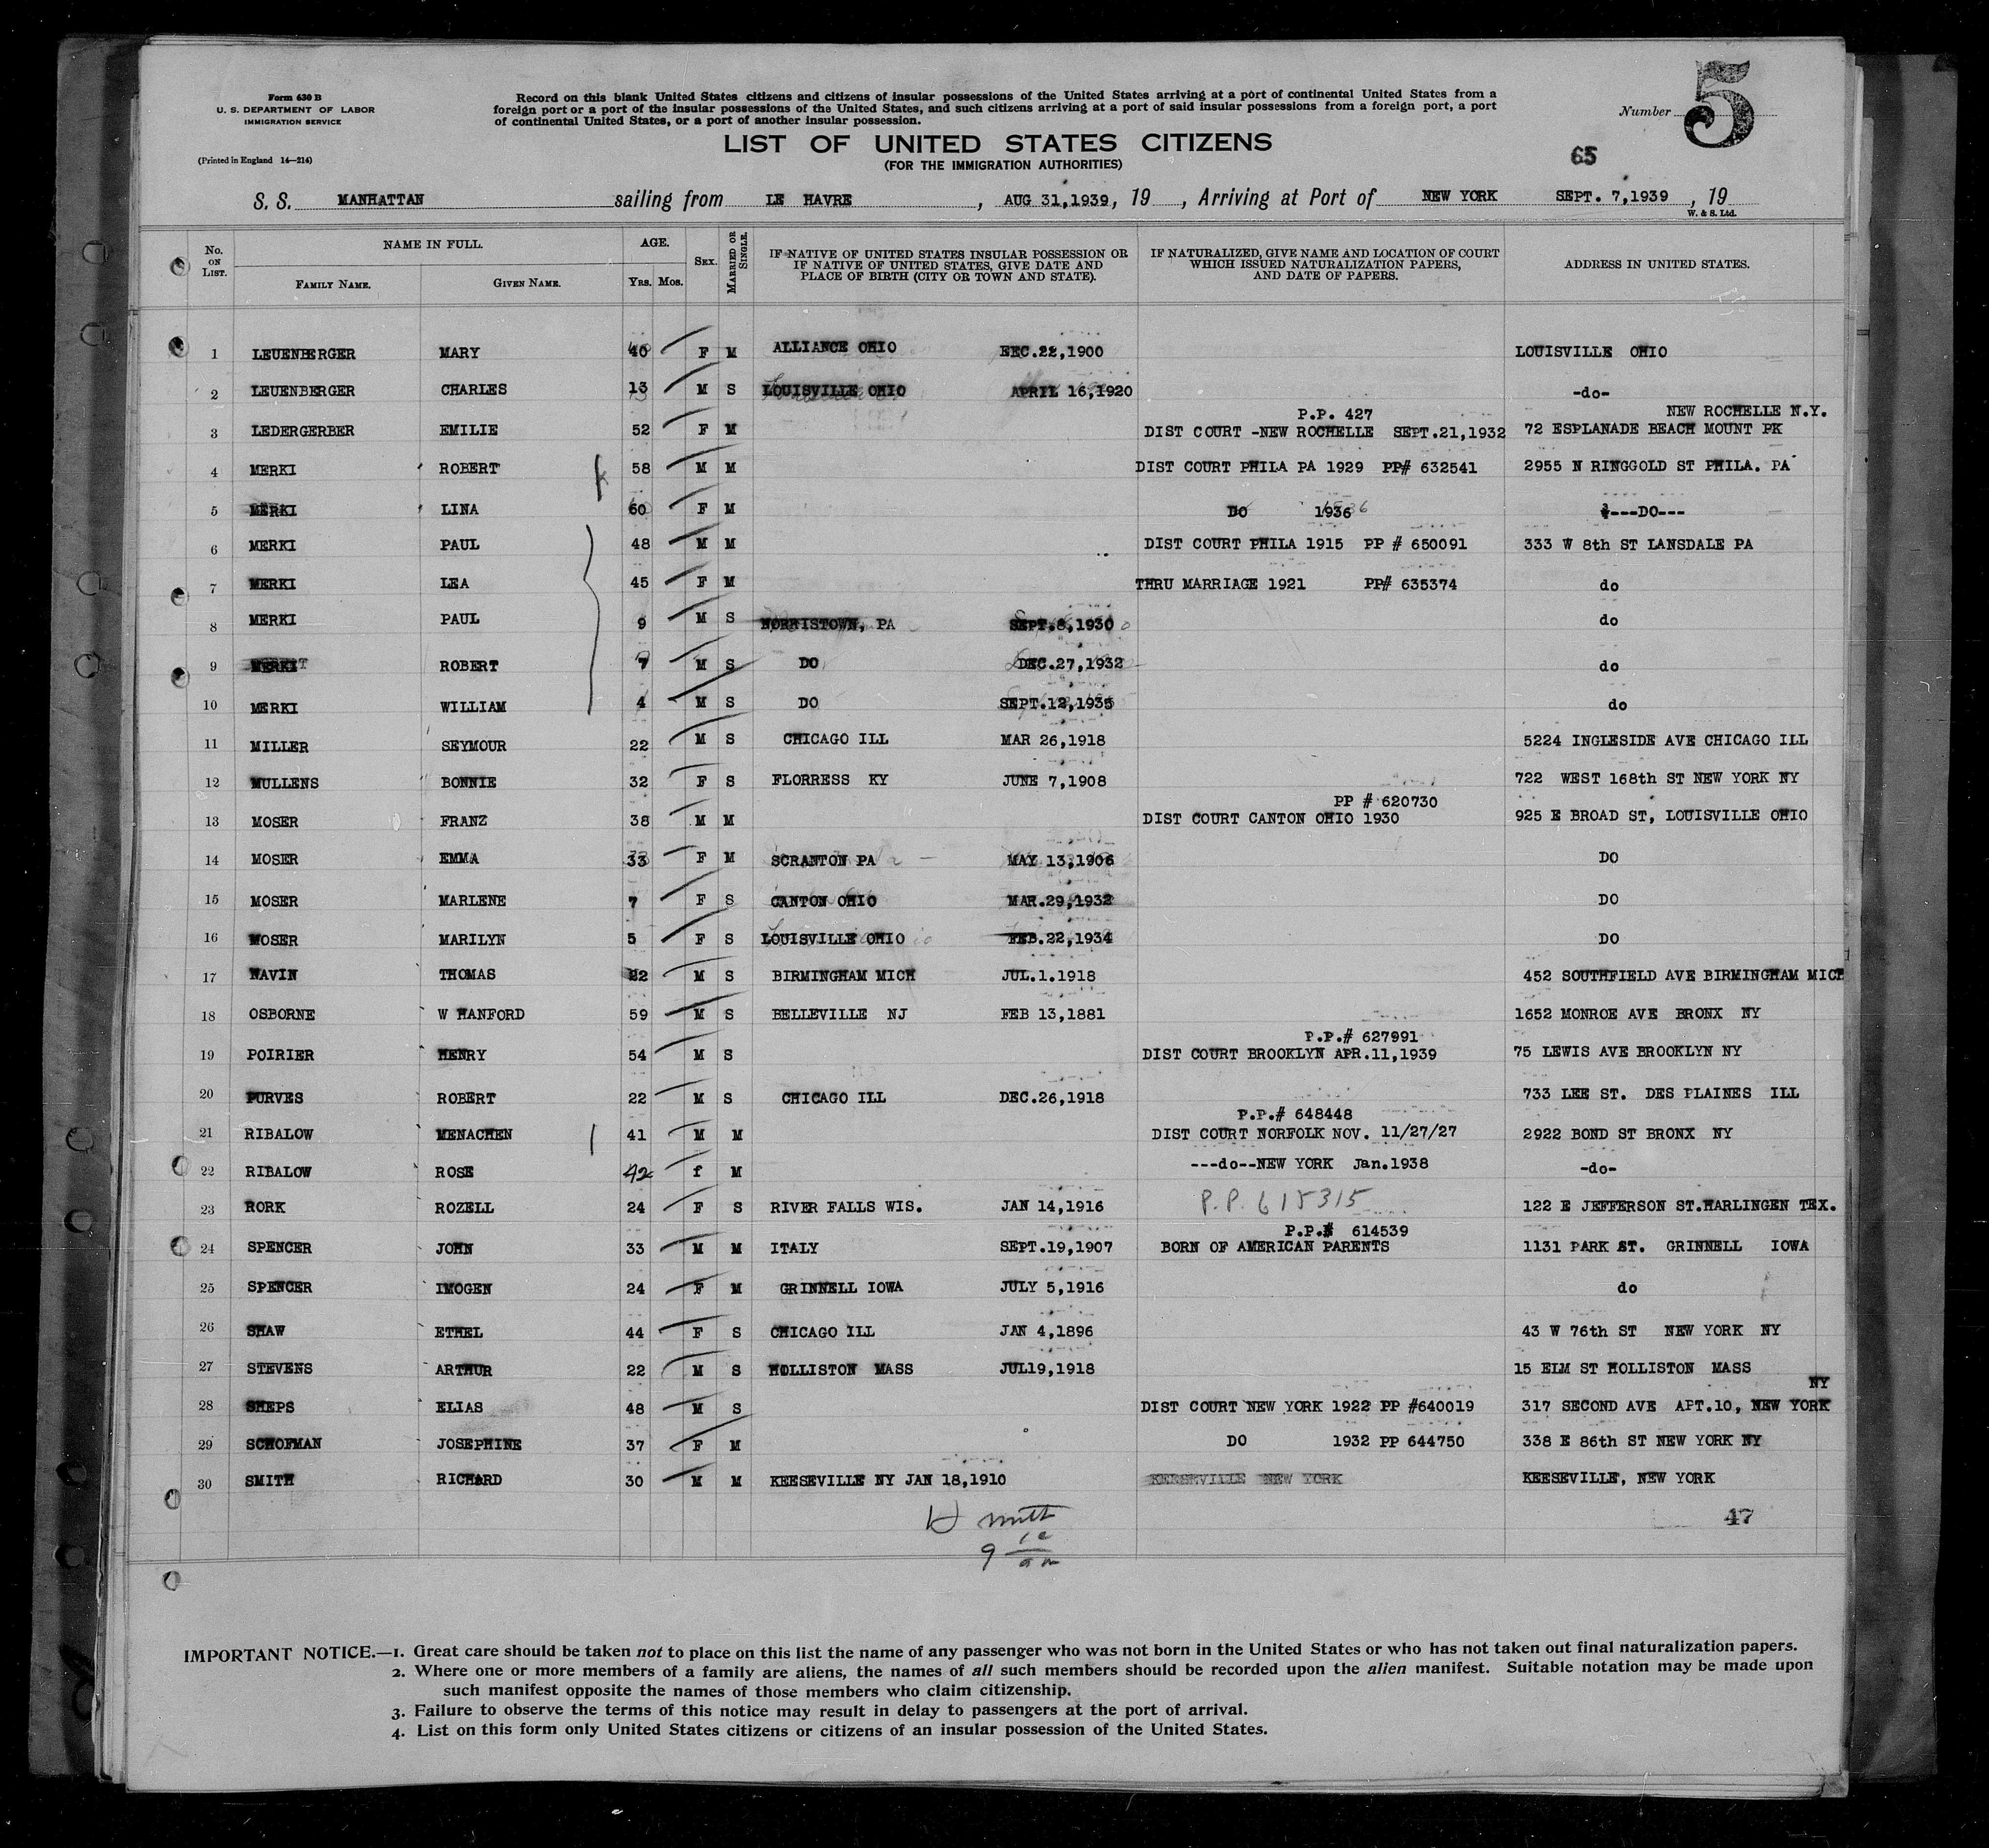 Form 630 B
U. S. DEPARTMENT OF LABOR
IMMIGRATION SERVICE
(Printed in England 14—214)
Record on this blank United States citizens and citizens of insular possessions of the United States arriving at a port of continental United States from a
foreign port or a port of the insular possessions of the United States, and such citizens arriving at a port of said insular possessions from a foreign port, a port
of continental United States, or a port of another insular possession.
Number 5
LIST OF UNITED STATES CITIZENS
(FOR THE IMMIGRATION AUTHORITIES)
65
S. S. MANHATTAN sailing from LE HAVRE, AUG 31,1939, 19 , Arriving at Port of NEW YORK SEPT. 7,1939, 19
W. & S. Ltd.
No. ON LIST. NAME IN FULL. AGE. SEX. MARRIED OR SINGLE. IF NATIVE OF UNITED STATES INSULAR POSSESSION OR IF NATIVE OF UNITED STATES, GIVE DATE AND PLACE OF BIRTH (CITY OR TOWN AND STATE). IF NATURALIZED, GIVE NAME AND LOCATION OF COURT WHICH ISSUED NATURALIZATION PAPERS, AND DATE OF PAPERS. ADDRESS IN UNITED STATES.
FAMILY NAME. GIVEN NAME. YRS. MOS.
1 LEUENBERGER MARY 40 F M ALLIANCE OHIO DEC.22,1900 LOUISVILLE OHIO
2 LEUENBERGER CHARLES 13 M S LOUISVILLE OHIO APRIL 16,1920 -do-
P.P. 427 NEW ROCHELLE N.Y.
3 LEDERGERBER EMILIE 52 F M DIST COURT -NEW ROCHELLE SEPT.21,1932 72 ESPLANADE BEACH MOUNT PK
4 MERKI ROBERT 58 M M DIST COURT PHILA PA 1929 PP# 632541 2955 N RINGGOLD ST PHILA. PA
5 MERKI LINA 60 F M DO 1936 ---DO---
6 MERKI PAUL 48 M M DIST COURT PHILA 1915 PP # 650091 333 W 8th ST LANSDALE PA
7 MERKI LEA 45 F M THRU MARRIAGE 1921 PP# 635374 do
8 MERKI PAUL 9 M S NORRISTOWN, PA SEPT.8,1930 do
9 MERKI ROBERT 7 M S DO DEC.27,1932 do
10 MERKI WILLIAM 4 M S DO SEPT.12,1935 do
11 MILLER SEYMOUR 22 M S CHICAGO ILL MAR 26,1918 5224 INGLESIDE AVE CHICAGO ILL
12 MULLENS BONNIE 32 F S FLORRESS KY JUNE 7,1908 722 WEST 168th ST NEW YORK NY
PP # 620730
13 MOSER FRANZ 38 M M DIST COURT CANTON OHIO 1930 925 E BROAD ST, LOUISVILLE OHIO
14 MOSER EMMA 33 F M SCRANTON PA MAY 13,1906 DO
15 MOSER MARLENE 7 F S CANTON OHIO MAR.29,1932 DO
16 MOSER MARILYN 5 F S LOUISVILLE OHIO FEB.22,1934 DO
17 NAVIN THOMAS 22 M S BIRMINGHAM MICH JUL.1.1918 452 SOUTHFIELD AVE BIRMINGHAM MICH
18 OSBORNE W HANFORD 59 M S BELLEVILLE NJ FEB 13,1881 1652 MONROE AVE BRONX NY
P.P.# 627991
19 POIRIER HENRY 54 M S DIST COURT BROOKLYN APR.11,1939 75 LEWIS AVE BROOKLYN NY
20 PURVES ROBERT 22 M S CHICAGO ILL DEC.26,1918 733 LEE ST. DES PLAINES ILL
P.P.# 648448
21 RIBALOW MENACHEN 41 M M DIST COURT NORFOLK NOV. 11/27/27 2922 BOND ST BRONX NY
22 RIBALOW ROSE 42 f M ---do--NEW YORK Jan.1938 -do-
23 RORK ROZELL 24 F S RIVER FALLS WIS. JAN 14,1916 P.P. 615315 122 E JEFFERSON ST.HARLINGEN TEX.
P.P.# 614539
24 SPENCER JOHN 33 M M ITALY SEPT.19,1907 BORN OF AMERICAN PARENTS 1131 PARK ST. GRINNELL IOWA
25 SPENCER IMOGEN 24 F M GRINNELL IOWA JULY 5,1916 do
26 SHAW ETHEL 44 F S CHICAGO ILL JAN 4,1896 43 W 76th ST NEW YORK NY
27 STEVENS ARTHUR 22 M S HOLLISTON MASS JUL19,1918 15 ELM ST HOLLISTON MASS
NY
28 SHEPS ELIAS 48 M S DIST COURT NEW YORK 1922 PP #640019 317 SECOND AVE APT.10, NEW YORK
29 SCHOFMAN JOSEPHINE 37 F M DO 1932 PP 644750 338 E 86th ST NEW YORK NY
30 SMITH RICHARD 30 M M KEESEVILLE NY JAN 18,1910 KEESEVILLE NEW YORK KEESEVILLE, NEW YORK
47
IMPORTANT NOTICE.—1. Great care should be taken not to place on this list the name of any passenger who was not born in the United States or who has not taken out final naturalization papers.
2. Where one or more members of a family are aliens, the names of all such members should be recorded upon the alien manifest. Suitable notation may be made upon
such manifest opposite the names of those members who claim citizenship.
3. Failure to observe the terms of this notice may result in delay to passengers at the port of arrival.
4. List on this form only United States citizens or citizens of an insular possession of the United States.